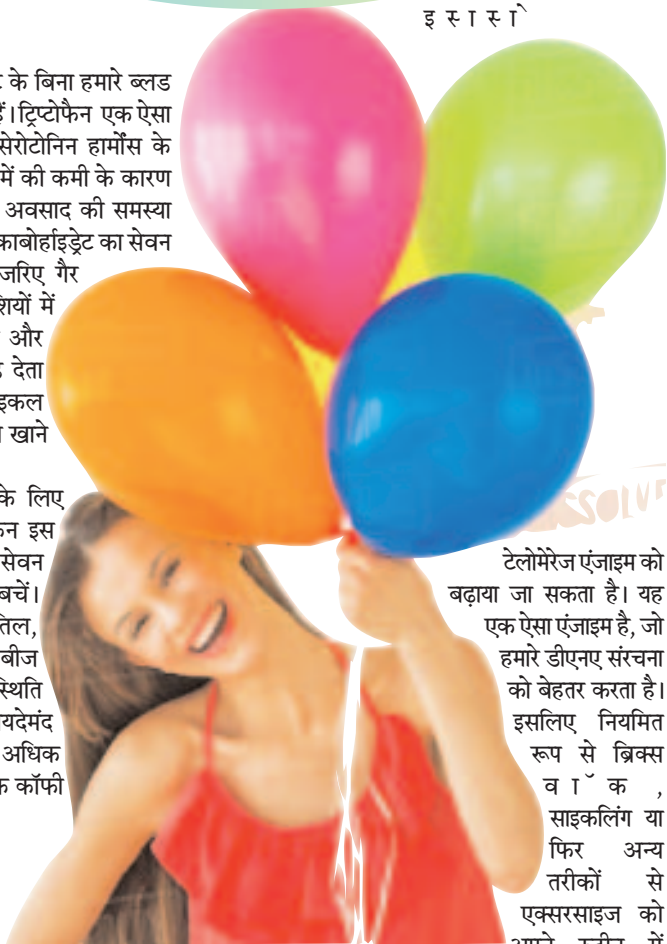 इ स ा स ो े
के बिना हमारे ब्लड
हैं। ट्रिप्टोफैन एक ऐसा
सेरोटोनिन हार्मोंस के
में की कमी के कारण
अवसाद की समस्या
काबोर्हाइड्रेट का सेवन
जरिए गैर
शियों में
और
देता
इकल
खाने
के लिए
इस
सेवन
बचें।
तिल,
बीज
स्थिति
यदेमंद
अधिक
कॉफी
टेलोमेरेज एंजाइम को
बढ़ाया जा सकता है। यह
एक ऐसा एंजाइम है, जो
हमारे डीएनए संरचना
को बेहतर करता है।
इसलिए नियमित
रूप से ब्रिक्स
व ा ॅ क ,
साइकलिंग या
फिर अन्य
तरीकों से
एक्सरसाइज को